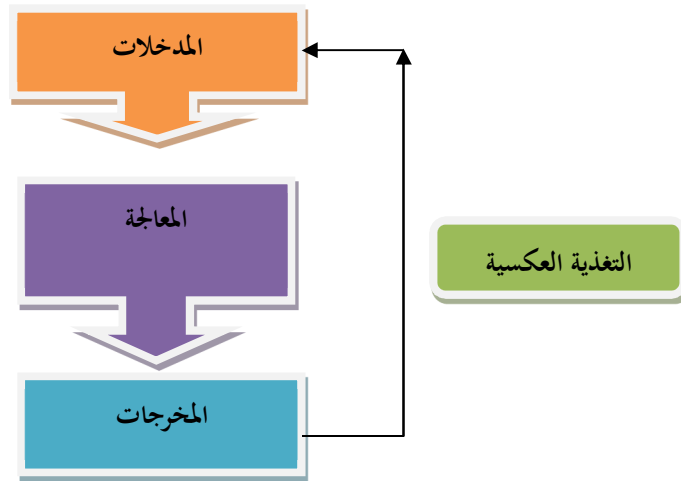 المدخلات
المعالجة
التغذية العكسية
المخرجات